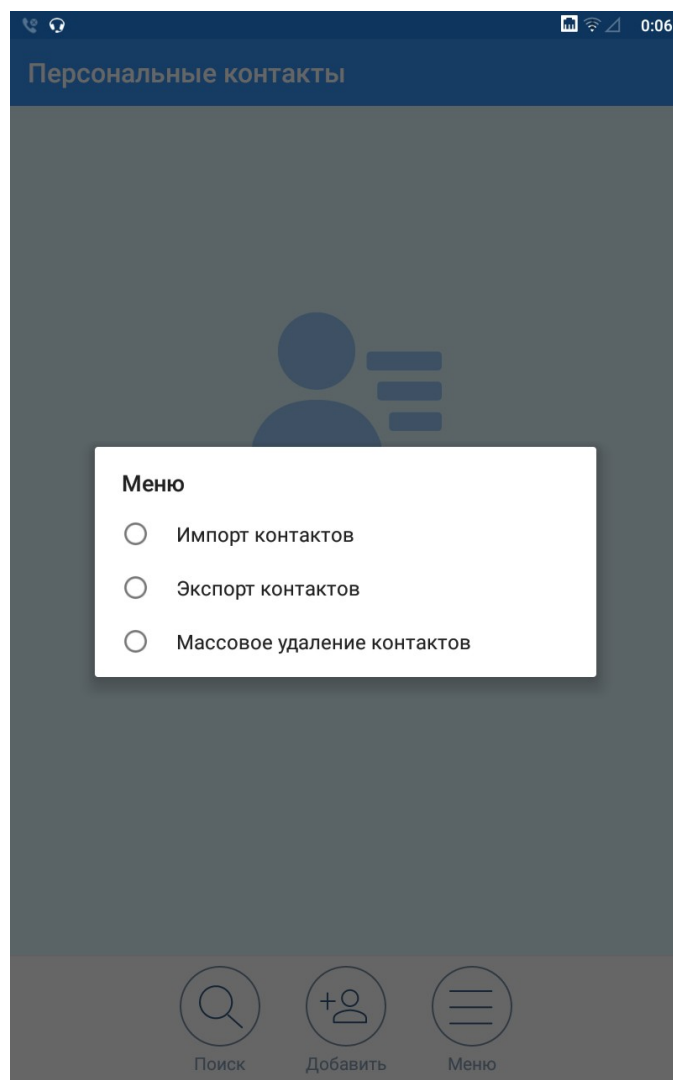 0:06
Персональные контакты
Меню
Импорт контактов
Экспорт контактов
Массовое удаление контактов
Поиск
Добавить
Меню